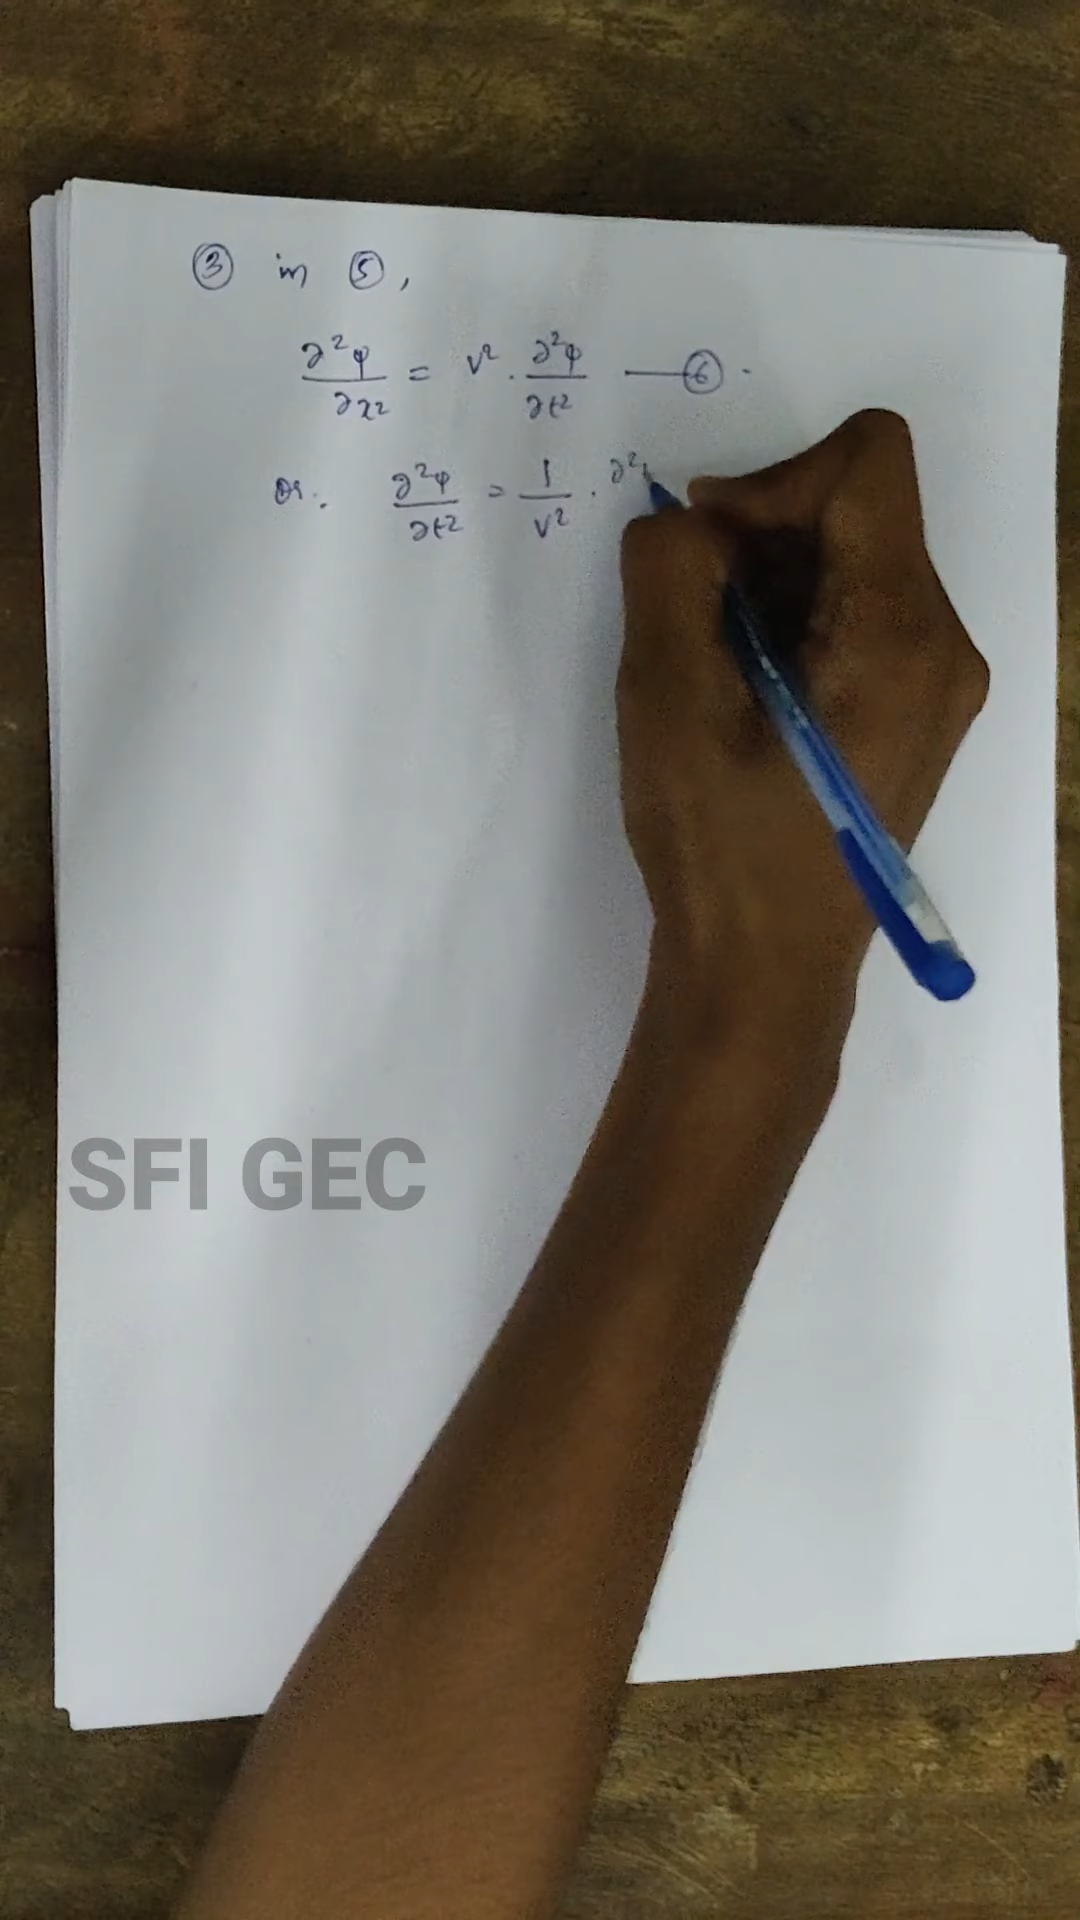 ③ in ⑤,
∂²φ/∂x² = v² . ∂²φ/∂t² —⑥.
Or. ∂²φ/∂t² = 1/v² . ∂²
SFI GEC